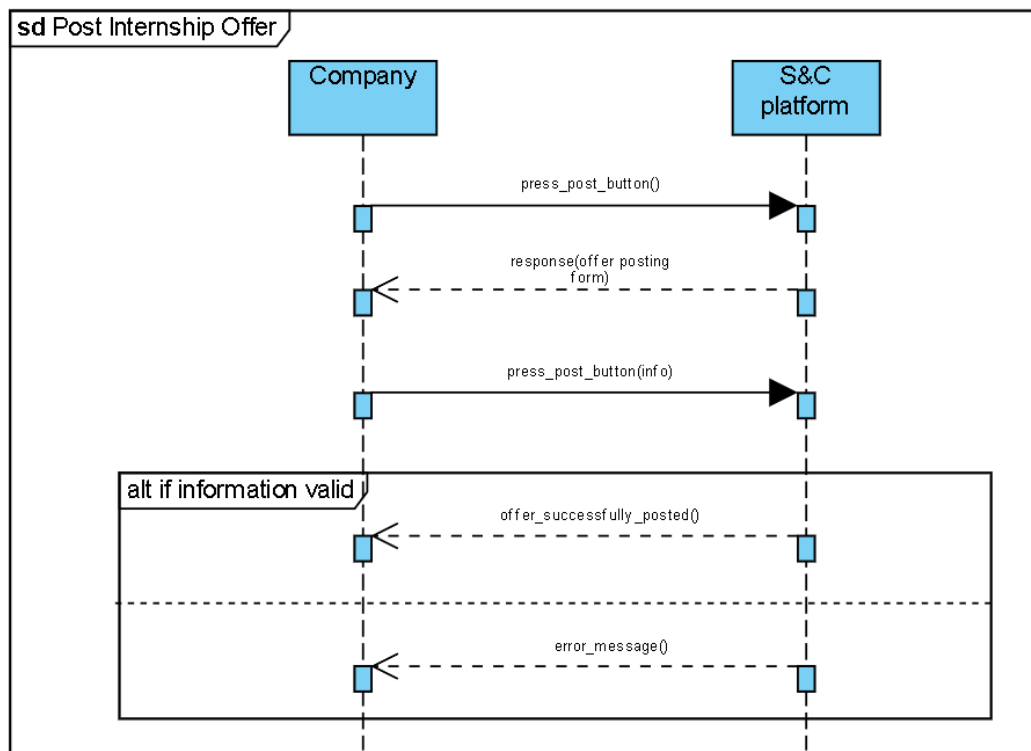 sd Post Internship Offer
Company
S&C
platform
press_post_button()
response(offer posting
form)
press_post_button(info)
alt if information valid
offer_successfully_posted()
error_message()